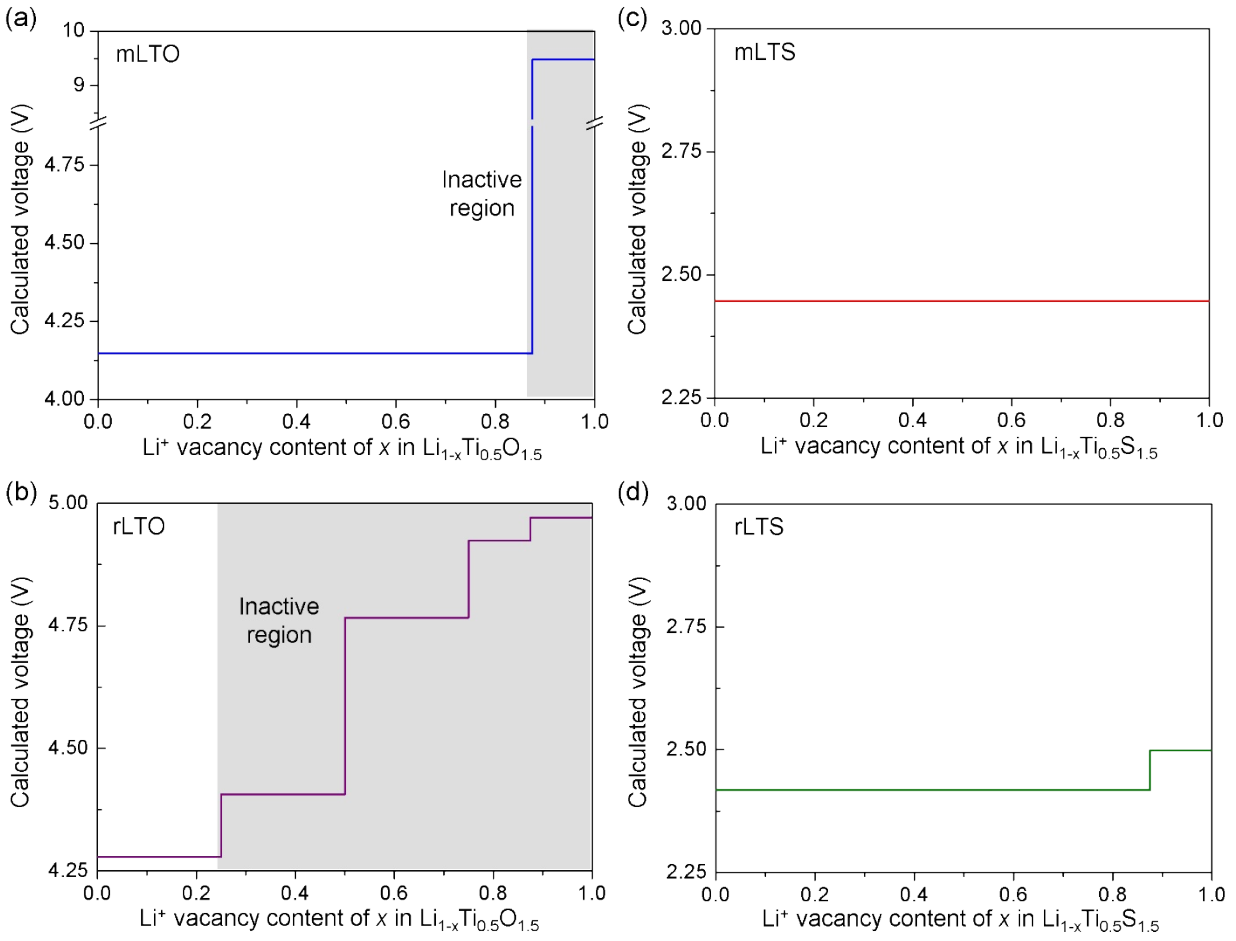 (a)
10
9
4.75
4.50
4.25
4.00
Calculated voltage (V)
mLTO
Inactive
region
0.0 0.2 0.4 0.6 0.8 1.0
Li⁺ vacancy content of x in Li₁₋ₓTi₀.₅O₁.₅
(c)
3.00
2.75
2.50
2.25
Calculated voltage (V)
mLTS
0.0 0.2 0.4 0.6 0.8 1.0
Li⁺ vacancy content of x in Li₁₋ₓTi₀.₅S₁.₅
(b)
5.00
4.75
4.50
4.25
Calculated voltage (V)
rLTO
Inactive
region
0.0 0.2 0.4 0.6 0.8 1.0
Li⁺ vacancy content of x in Li₁₋ₓTi₀.₅O₁.₅
(d)
3.00
2.75
2.50
2.25
Calculated voltage (V)
rLTS
0.0 0.2 0.4 0.6 0.8 1.0
Li⁺ vacancy content of x in Li₁₋ₓTi₀.₅S₁.₅